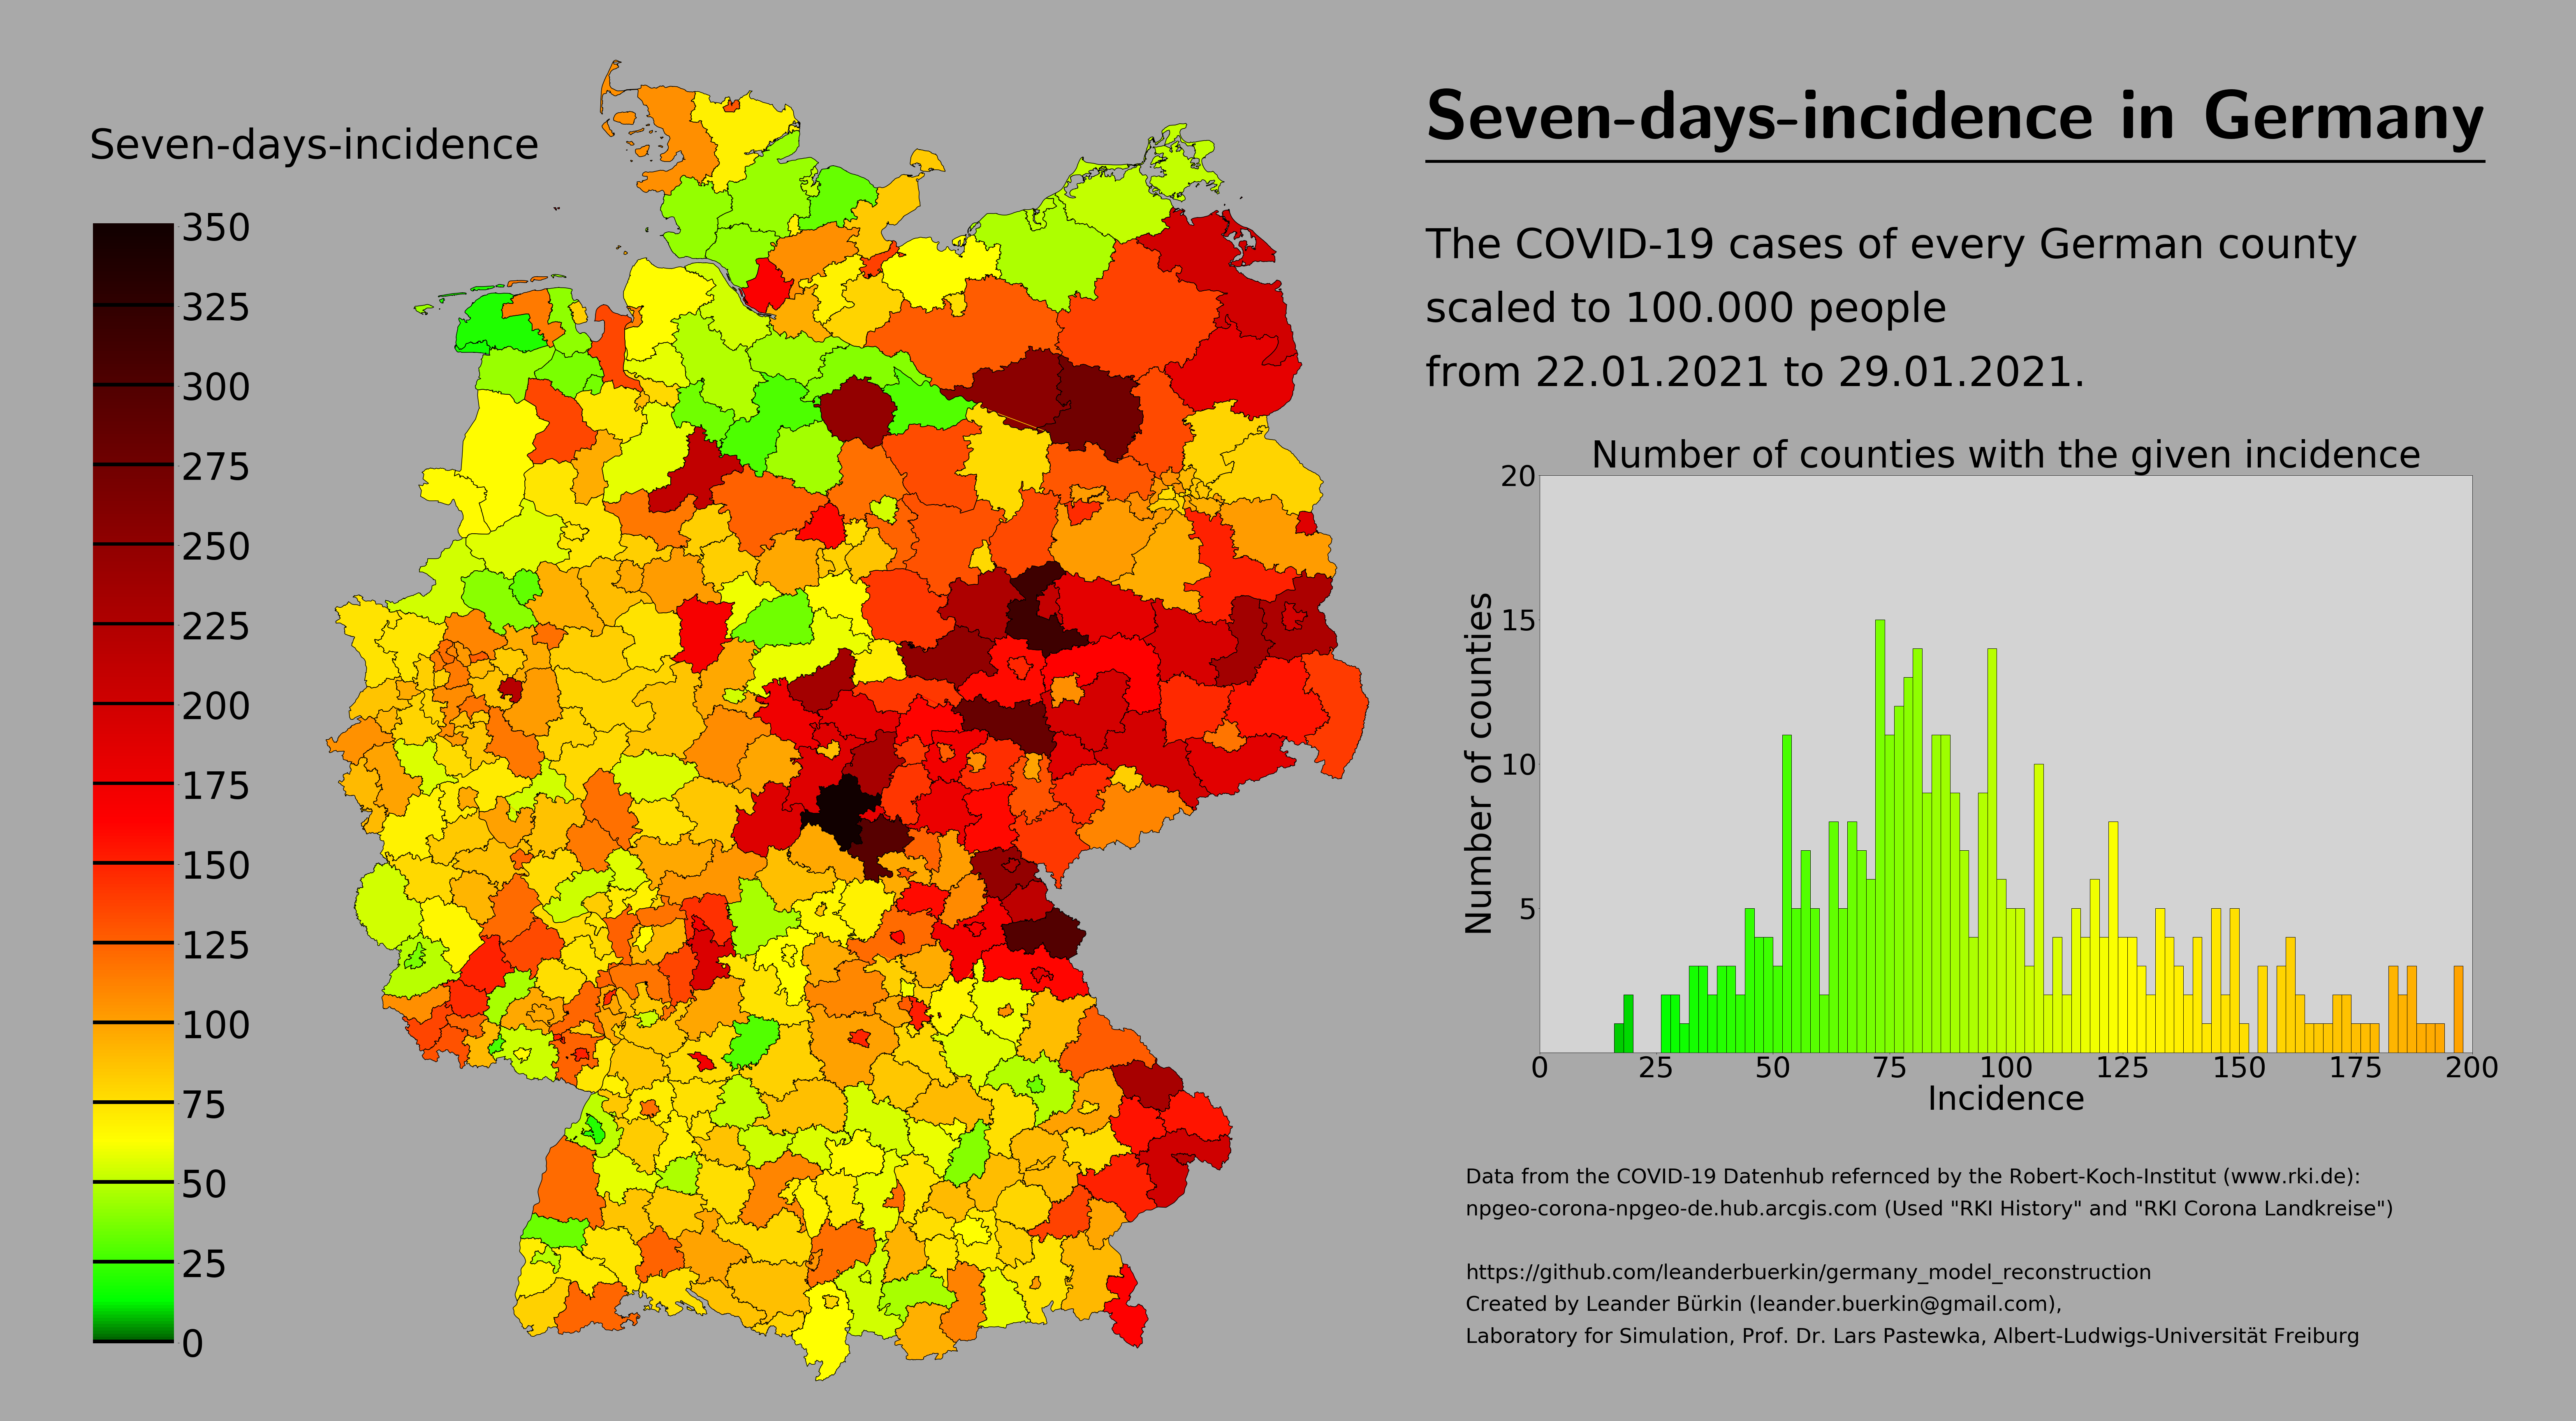 Seven-days-incidence in Germany
Seven-days-incidence
350
325
300
275
250
225
200
175
150
125
100
75
50
25
0
The COVID-19 cases of every German county
scaled to 100.000 people
from 22.01.2021 to 29.01.2021.
Number of counties with the given incidence
20
15
10
5
Number of counties
0 25 50 75 100 125 150 175 200
Incidence
Data from the COVID-19 Datenhub refernced by the Robert-Koch-Institut (www.rki.de):
npgeo-corona-npgeo-de.hub.arcgis.com (Used "RKI History" and "RKI Corona Landkreise")
https://github.com/leanderbuerkin/germany_model_reconstruction
Created by Leander Bürkin (leander.buerkin@gmail.com),
Laboratory for Simulation, Prof. Dr. Lars Pastewka, Albert-Ludwigs-Universität Freiburg